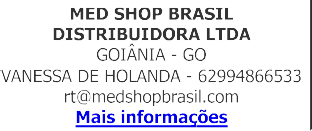 MED SHOP BRASIL
DISTRIBUIDORA LTDA
GOIÂNIA - GO
VANESSA DE HOLANDA - 62994866533
rt@medshopbrasil.com
Mais informações